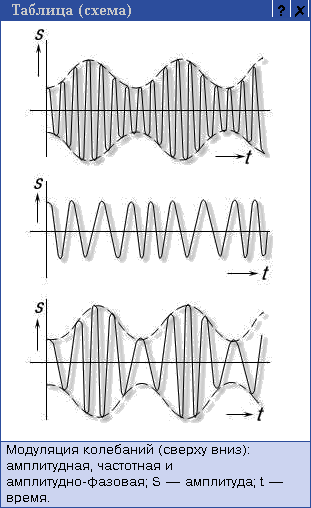 Таблица (схема) ? x
S
t
S
t
S
t
Модуляция колебаний (сверху вниз):
амплитудная, частотная и
амплитудно-фазовая; S — амплитуда; t —
время.